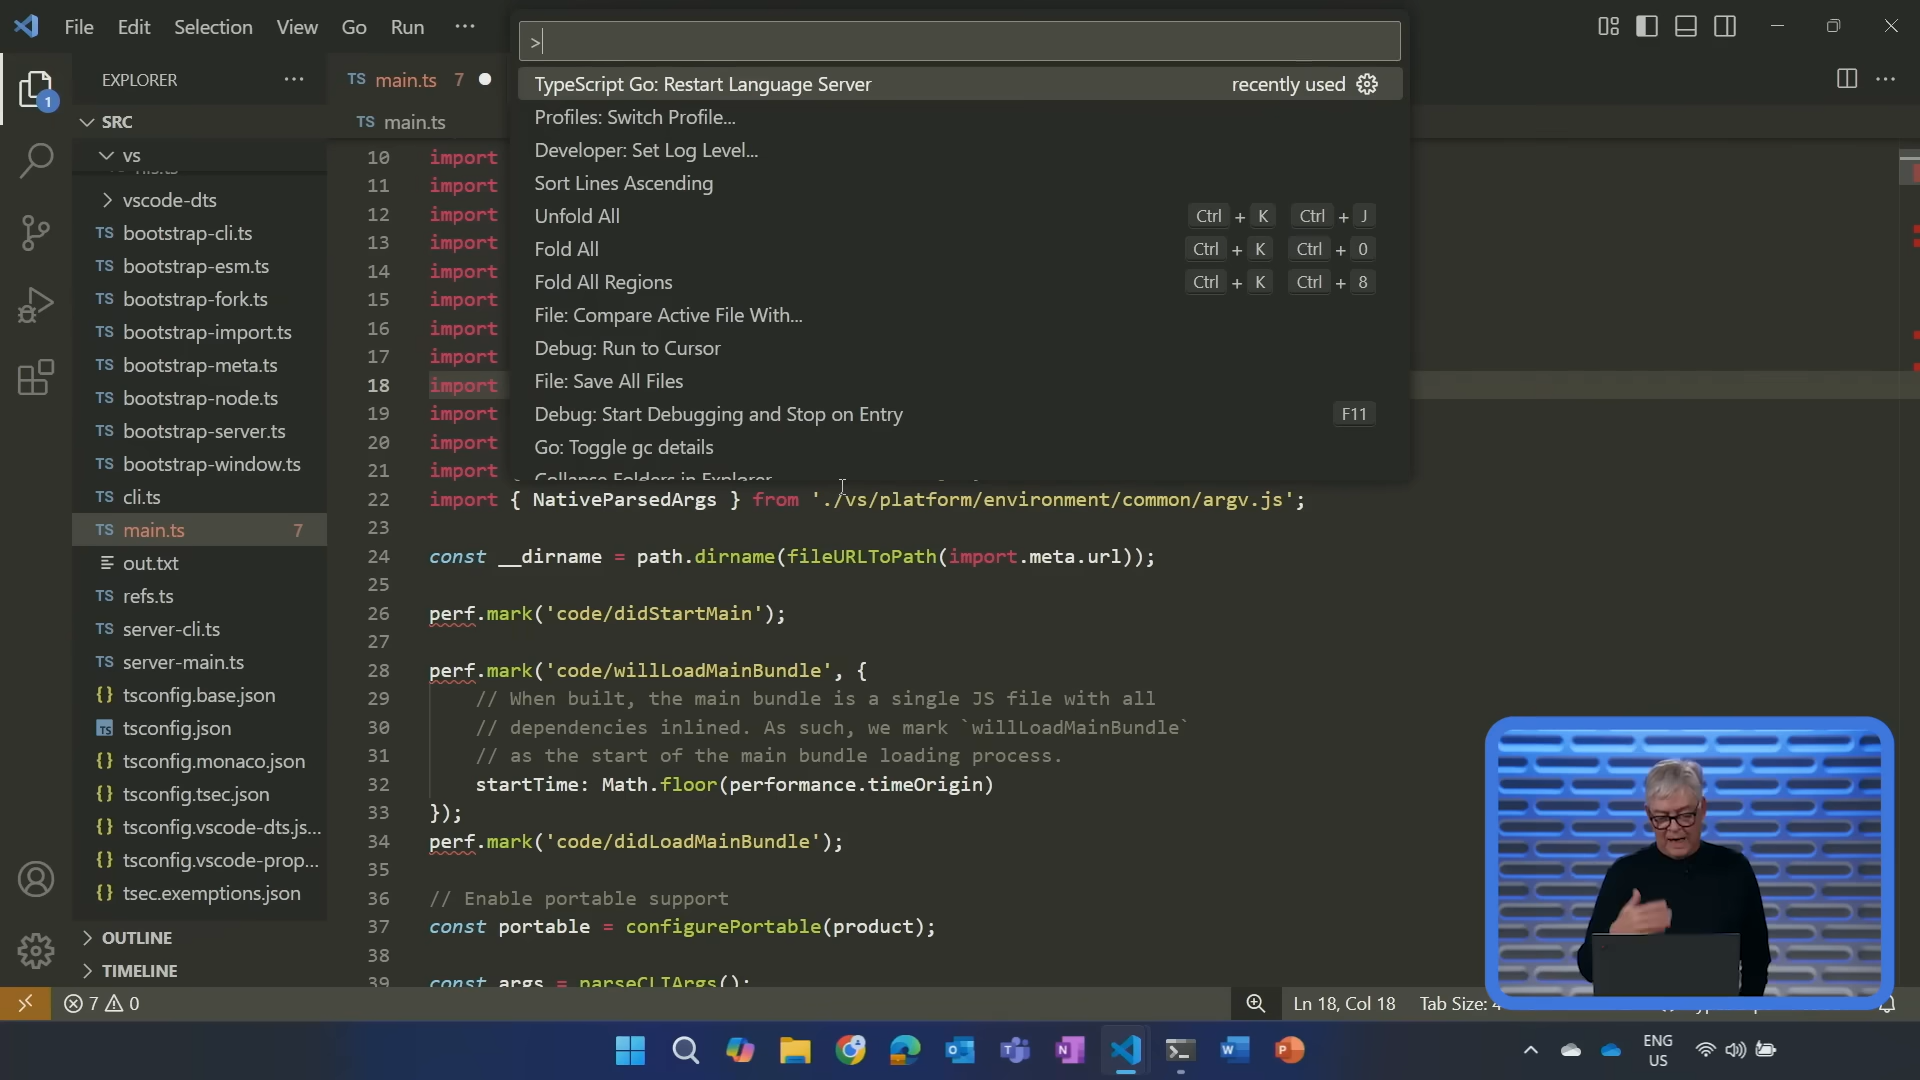 File Edit Selection View Go Run ···
>
TypeScript Go: Restart Language Server recently used
Profiles: Switch Profile...
Developer: Set Log Level...
Sort Lines Ascending
Unfold All Ctrl + K Ctrl + J
Fold All Ctrl + K Ctrl + 0
Fold All Regions Ctrl + K Ctrl + 8
File: Compare Active File With...
Debug: Run to Cursor
File: Save All Files
Debug: Start Debugging and Stop on Entry F11
Go: Toggle gc details
Collapse Folders in Explorer
EXPLORER ···
1
SRC
vs
vscode-dts
TS bootstrap-cli.ts
TS bootstrap-esm.ts
TS bootstrap-fork.ts
TS bootstrap-import.ts
TS bootstrap-meta.ts
TS bootstrap-node.ts
TS bootstrap-server.ts
TS bootstrap-window.ts
TS cli.ts
TS main.ts 7
out.txt
TS refs.ts
TS server-cli.ts
TS server-main.ts
{} tsconfig.base.json
TS tsconfig.json
{} tsconfig.monaco.json
{} tsconfig.tsec.json
{} tsconfig.vscode-dts.js...
{} tsconfig.vscode-prop...
{} tsec.exemptions.json
OUTLINE
TIMELINE
TS main.ts 7
TS main.ts
10 import
11 import
12 import
13 import
14 import
15 import
16 import
17 import
18 import
19 import
20 import
21 import
22 import { NativeParsedArgs } from './vs/platform/environment/common/argv.js';
23
24 const __dirname = path.dirname(fileURLToPath(import.meta.url));
25
26 perf.mark('code/didStartMain');
27
28 perf.mark('code/willLoadMainBundle', {
29 // When built, the main bundle is a single JS file with all
30 // dependencies inlined. As such, we mark `willLoadMainBundle`
31 // as the start of the main bundle loading process.
32 startTime: Math.floor(performance.timeOrigin)
33 });
34 perf.mark('code/didLoadMainBundle');
35
36 // Enable portable support
37 const portable = configurePortable(product);
38
39 const args = parseCLIArgs();
7 0
Ln 18, Col 18 Tab Size: 4
ENG
US